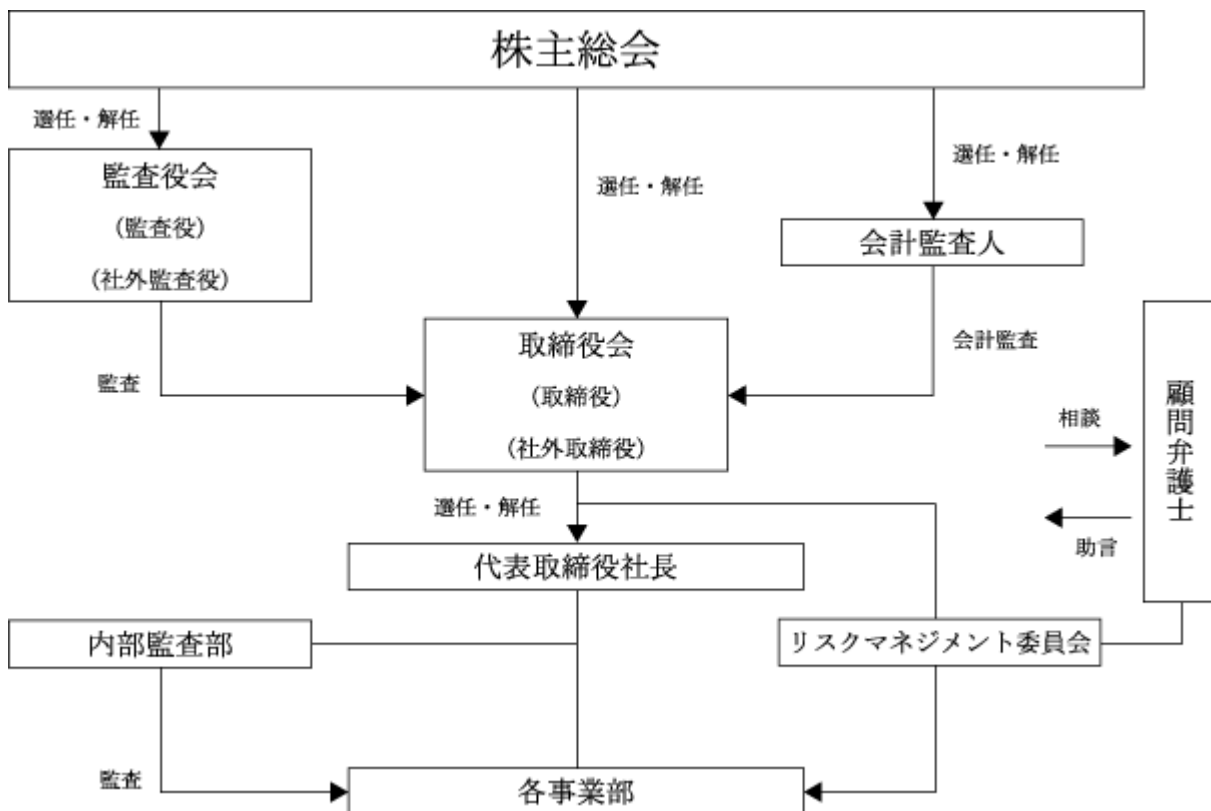 株主総会
選任・解任
監査役会
(監査役)
(社外監査役)
選任・解任
選任・解任
会計監査人
取締役会
(取締役)
(社外取締役)
監査
会計監査
顧問弁護士
相談
助言
選任・解任
代表取締役社長
内部監査部
リスクマネジメント委員会
監査
各事業部